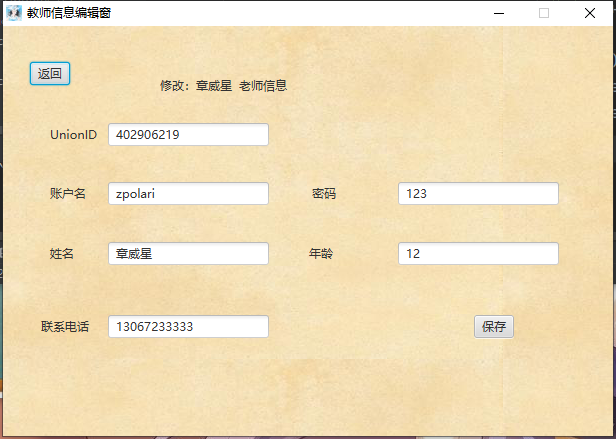 教师信息编辑窗
返回
修改：章威星 老师信息
UnionID 402906219
账户名 zpolari 密码 123
姓名 章威星 年龄 12
联系电话 13067233333 保存